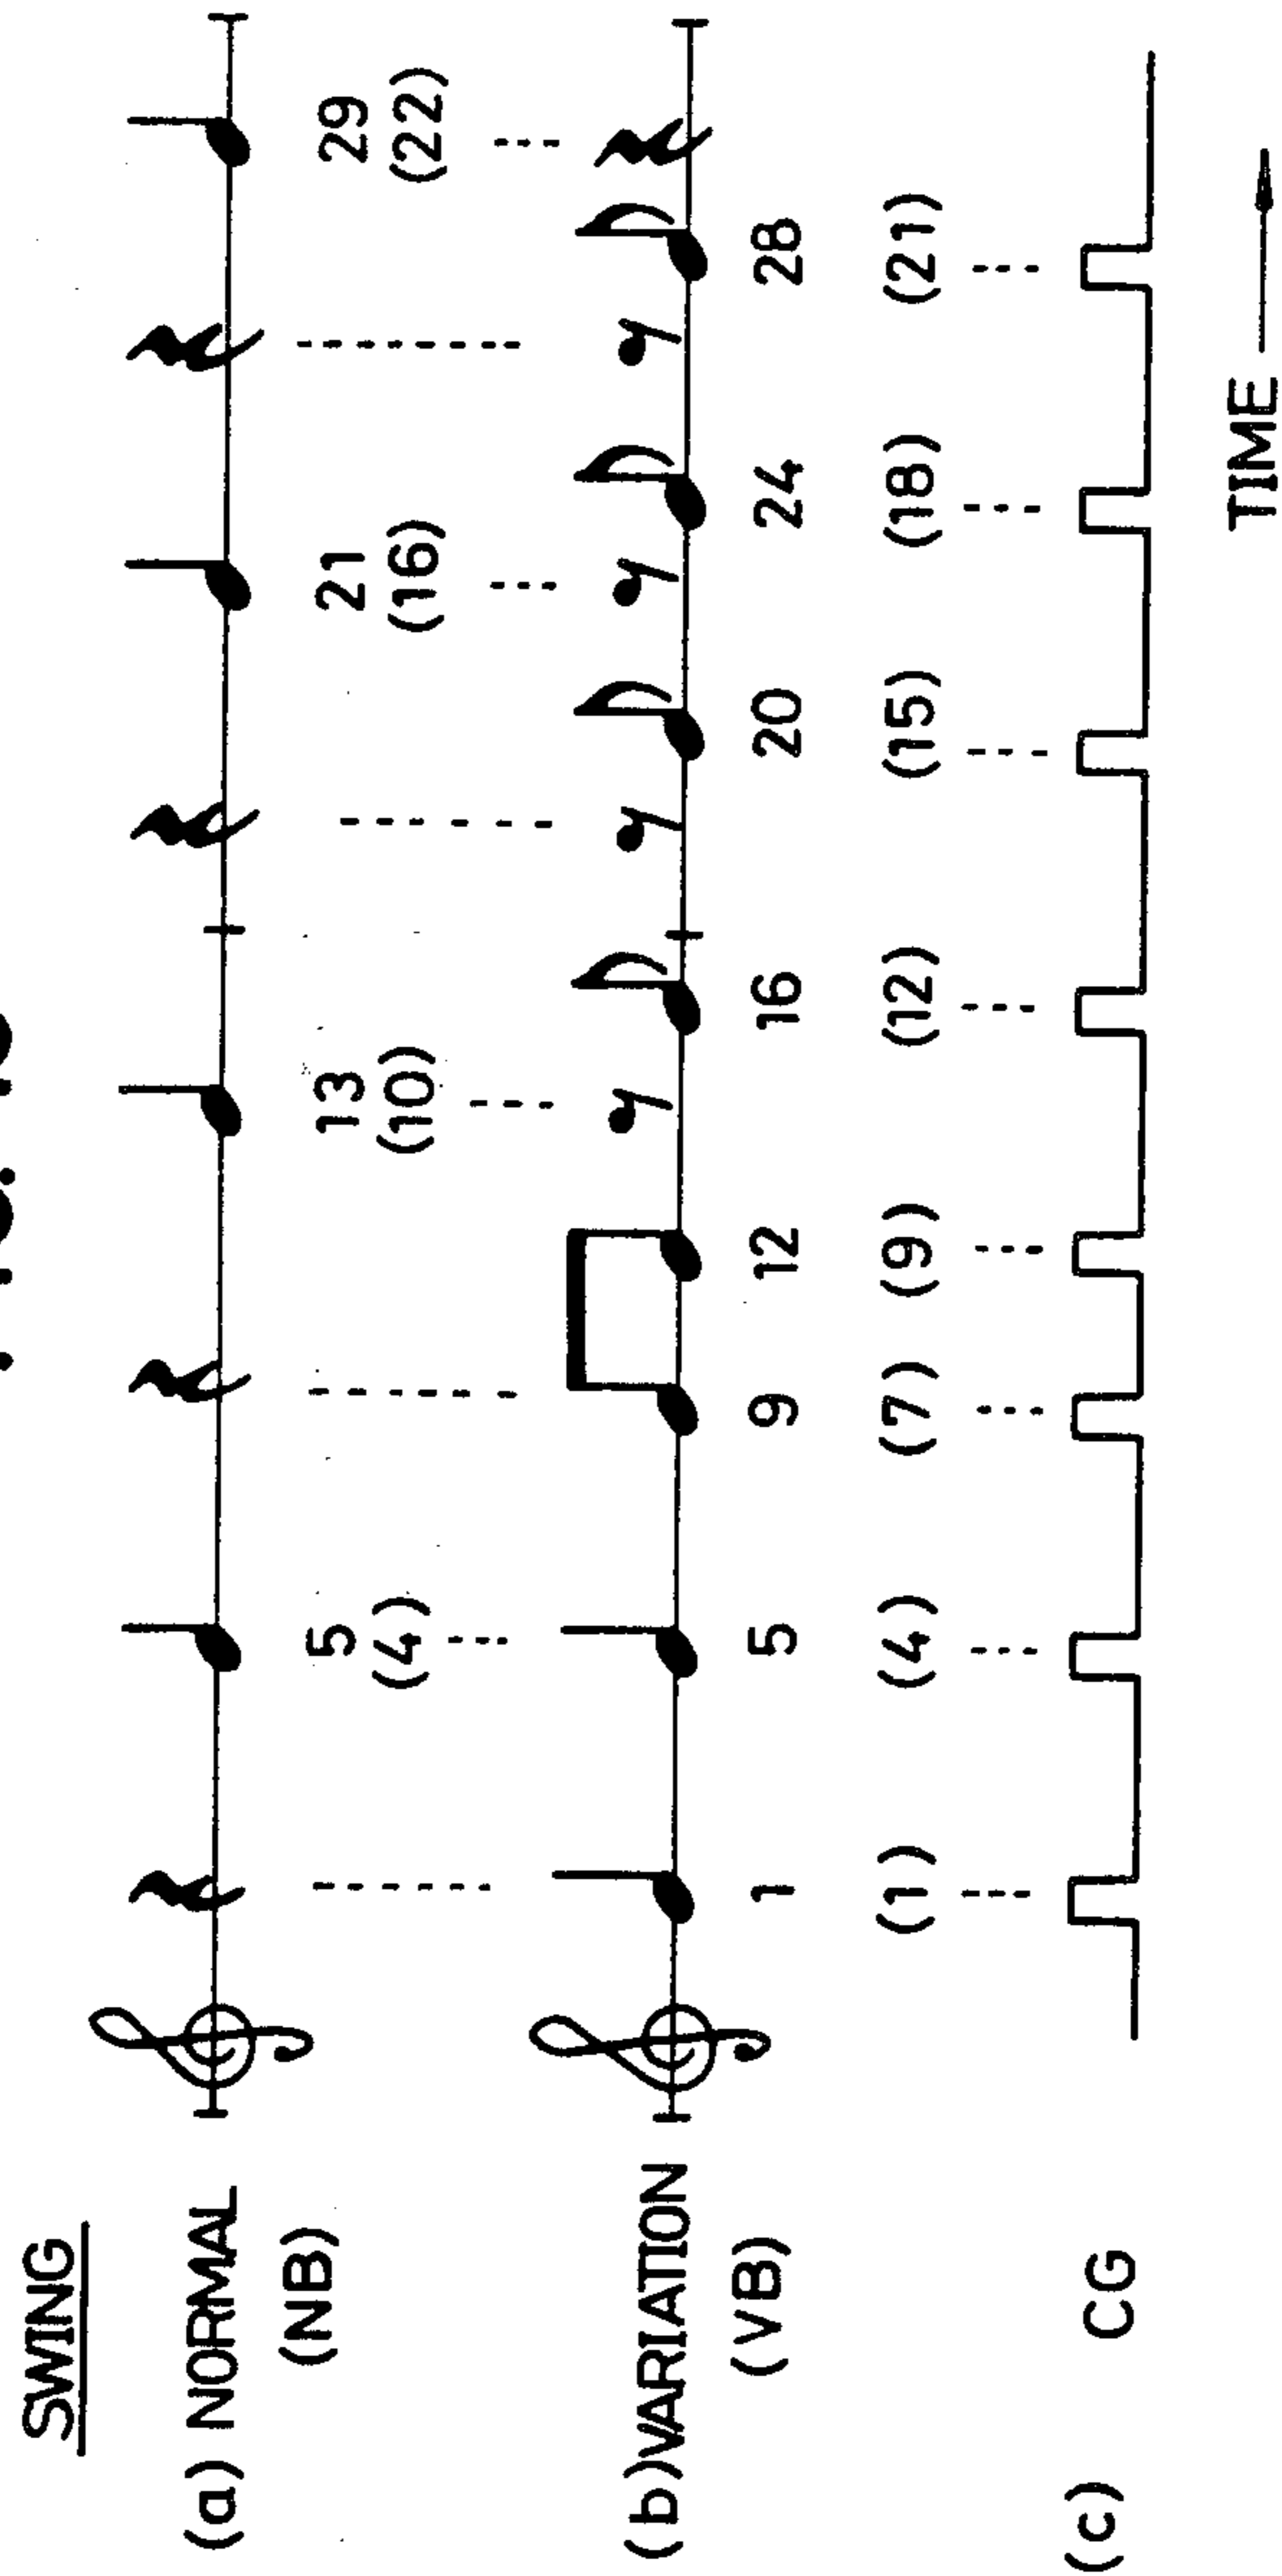 SWING
(a) NORMAL
(NB)
5 13 21 29
(4) (10) (16) (22)
(b) VARIATION
(VB)
1 5 9 12 16 20 24 28
(1) (4) (7) (9) (12) (15) (18) (21)
(c) CG
TIME